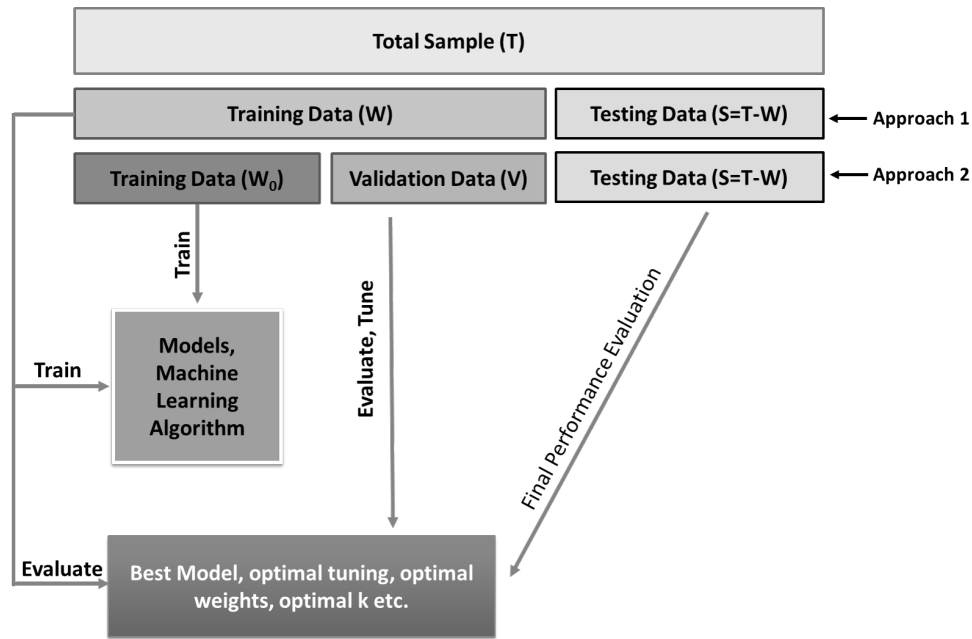 Total Sample (T)
Training Data (W)
Testing Data (S=T-W)
Approach 1
Training Data (W₀)
Validation Data (V)
Testing Data (S=T-W)
Approach 2
Train
Evaluate, Tune
Final Performance Evaluation
Models,
Machine
Learning
Algorithm
Train
Evaluate
Best Model, optimal tuning, optimal
weights, optimal k etc.